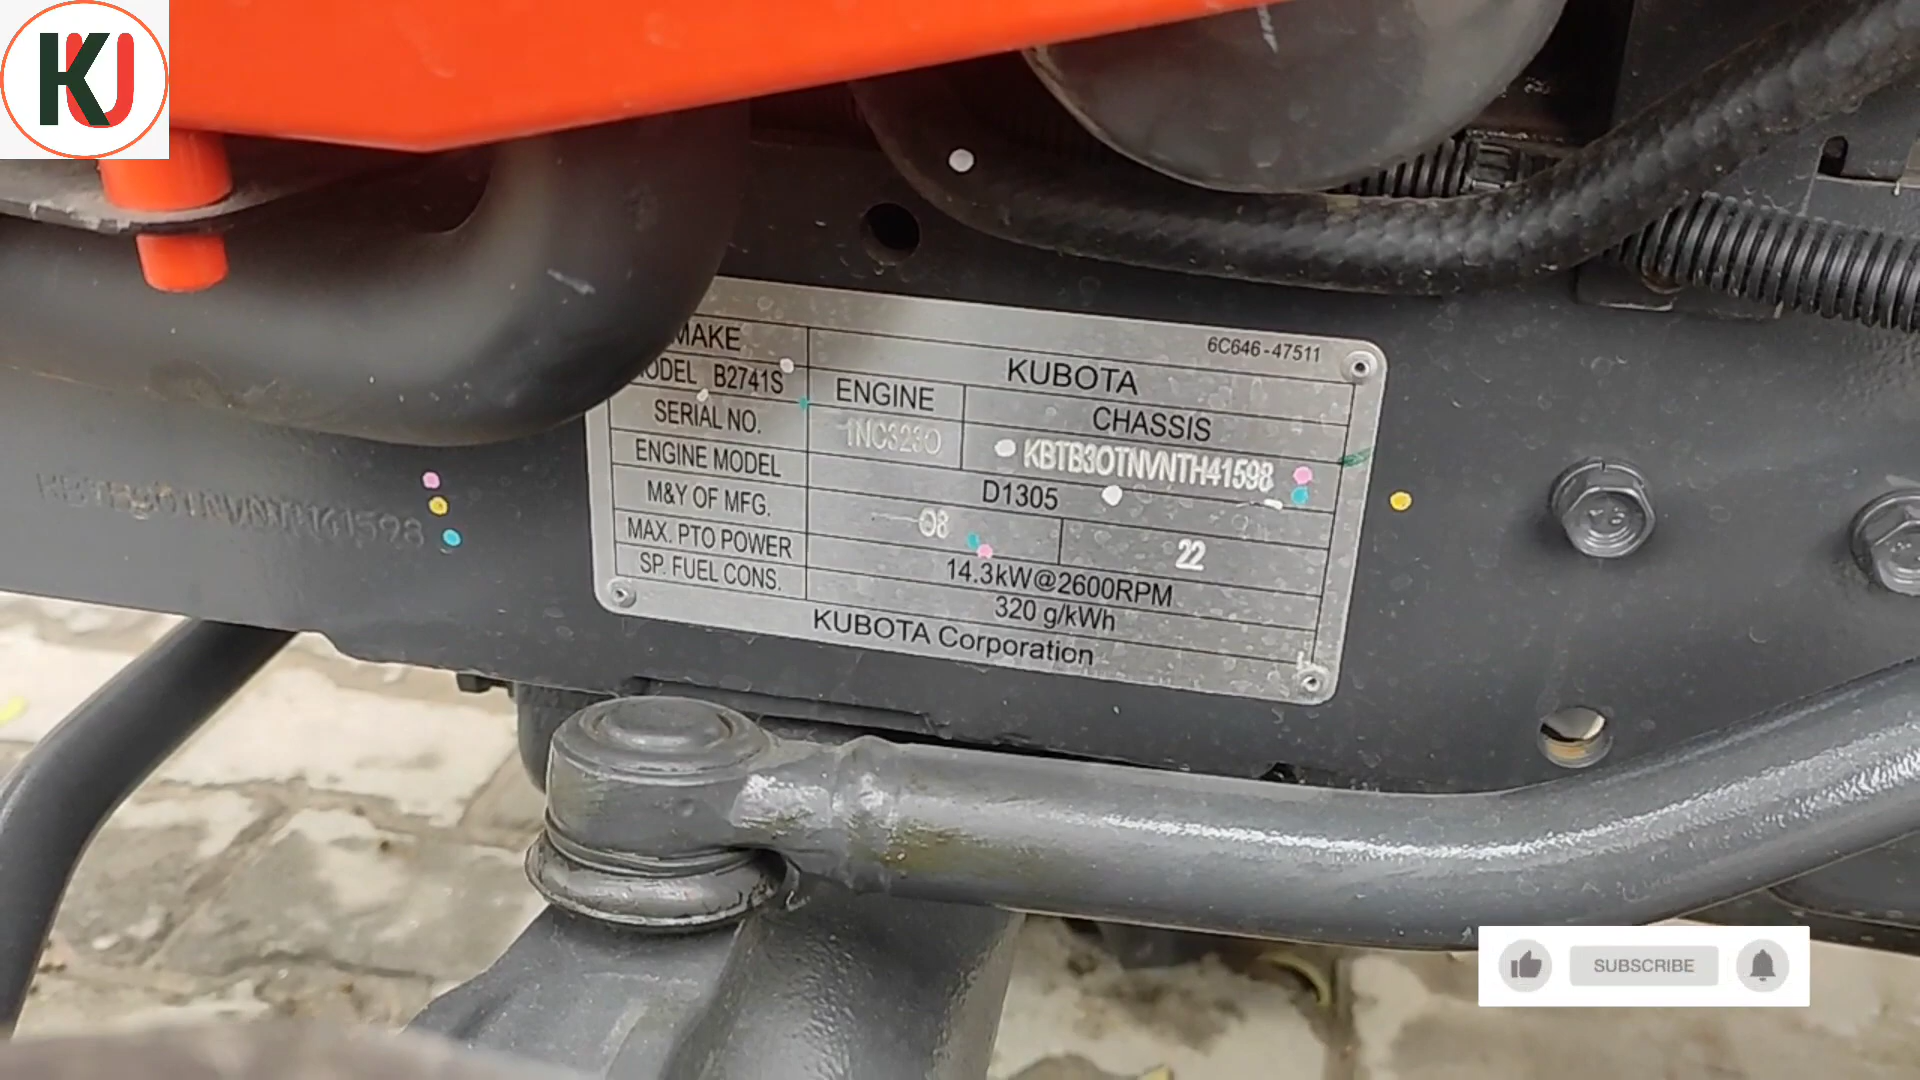 KU
6C646-47511
MAKE KUBOTA
MODEL B2741S ENGINE CHASSIS
SERIAL NO. 1NC3230 KBTB30TNVNTH41598
ENGINE MODEL D1305
M&Y OF MFG. 08 22
MAX. PTO POWER 14.3kW@2600RPM
SP. FUEL CONS. 320 g/kWh
KUBOTA Corporation
KBTB30TNVNTH41598
SUBSCRIBE